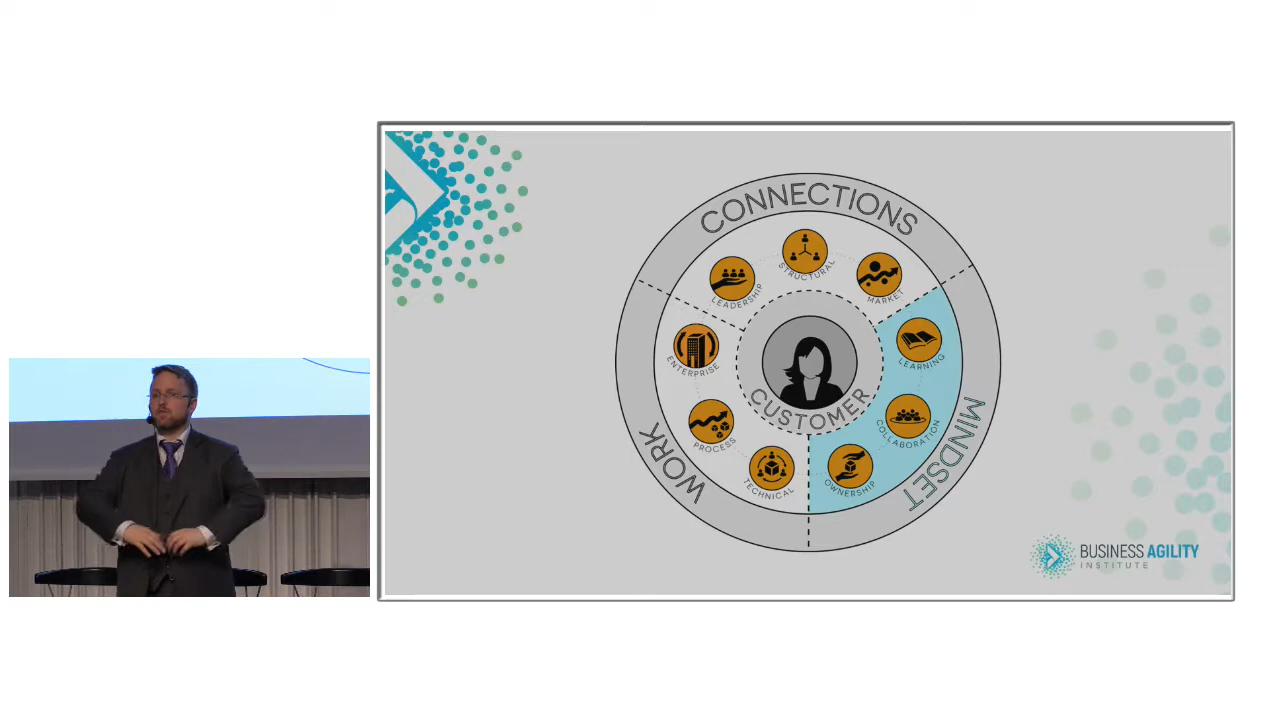 CONNECTIONS
STRUCTURAL
LEADERSHIP
MARKET
ENTERPRISE
LEARNING
CUSTOMER
COLLABORATION
PROCESS
WORK
MINDSET
TECHNICAL
OWNERSHIP
BUSINESS AGILITY
INSTITUTE